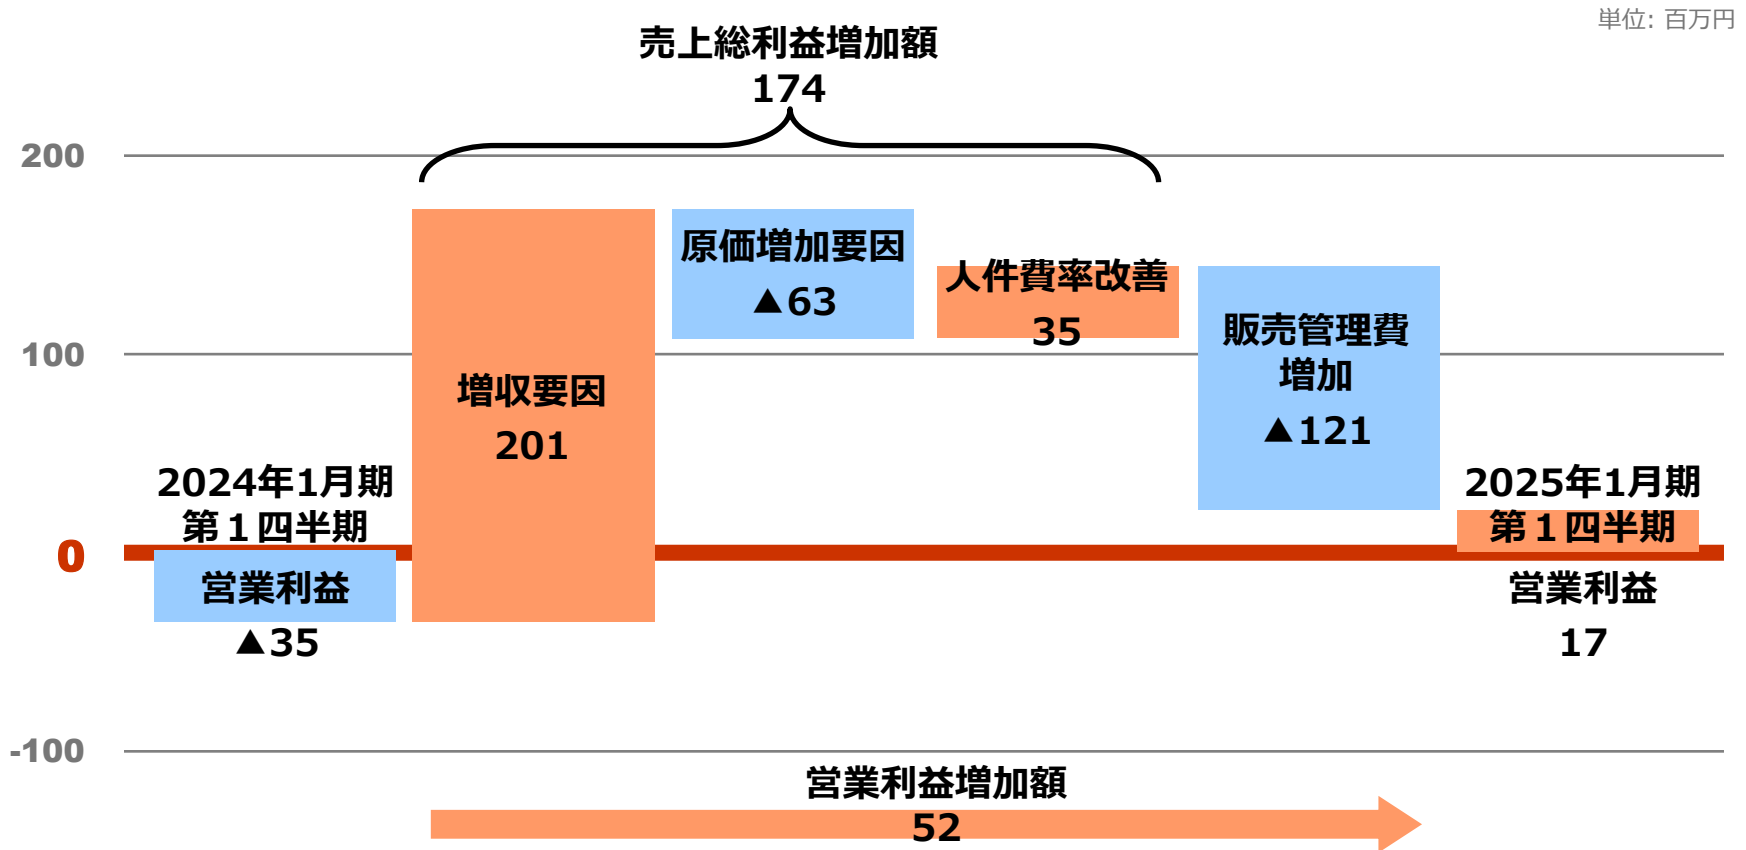 単位: 百万円
売上総利益増加額
174
200
100
0
-100
2024年1月期
第１四半期
営業利益
▲35
増収要因
201
原価増加要因
▲63
人件費率改善
35
販売管理費
増加
▲121
2025年1月期
第１四半期
営業利益
17
営業利益増加額
52